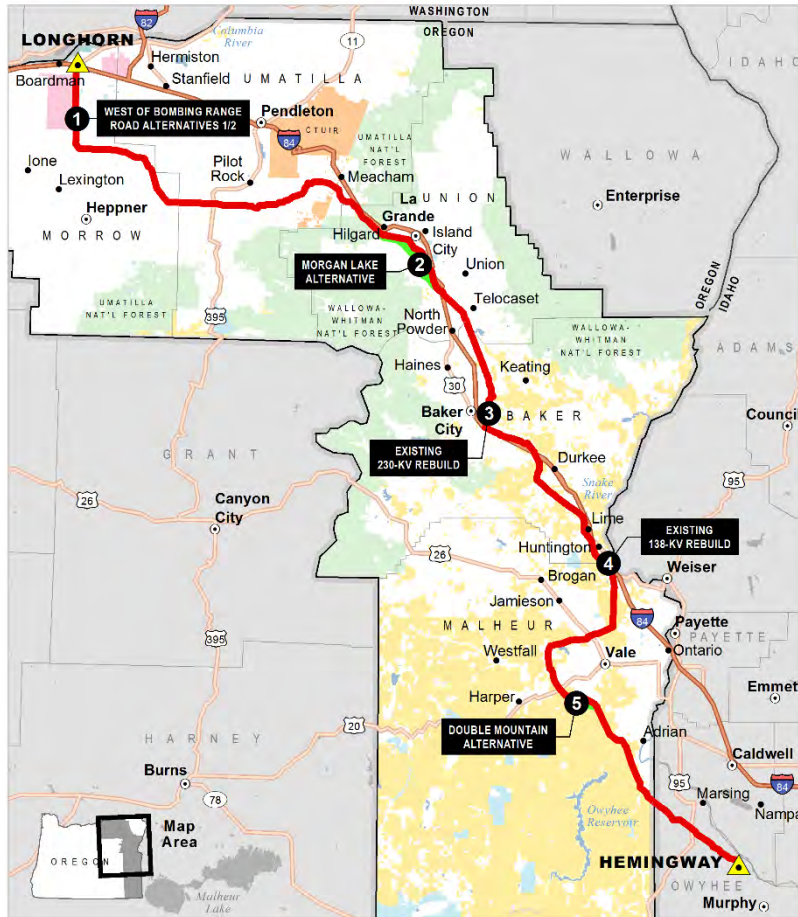 WASHINGTON
OREGON
82
Columbia
River
LONGHORN
11
IDAHO
Hermiston
Boardman
Stanfield
UMATILLA
1
WEST OF BOMBING RANGE
ROAD ALTERNATIVES 1/2
Pendleton
CTUIR
84
UMATILLA
NAT'L FOREST
WALLOWA
Ione
Pilot
Rock
Meacham
Lexington
UNION
La
Grande
Enterprise
Heppner
Hilgard
Island
City
MORROW
2
MORGAN LAKE
ALTERNATIVE
Union
OREGON
IDAHO
Telocaset
UMATILLA
NAT'L FOREST
395
WALLOWA-
WHITMAN
NAT'L FOREST
North
Powder
WALLOWA-
WHITMAN
NAT'L FOREST
ADAMS
Haines
30
Keating
Baker
City
3
BAKER
Council
EXISTING
230-KV REBUILD
GRANT
Durkee
95
26
Canyon
City
Snake
River
Lime
EXISTING
138-KV REBUILD
Huntington
4
26
Weiser
Brogan
Jamieson
84
Payette
PAYETTE
MALHEUR
395
Westfall
Vale
Ontario
Harper
5
Emmett
20
DOUBLE MOUNTAIN
ALTERNATIVE
Adrian
HARNEY
Caldwell
Burns
95
84
78
Marsing
Nampa
Map
Area
Owyhee
Reservoir
OREGON
HEMINGWAY
OWYHEE
Malheur
Lake
Murphy